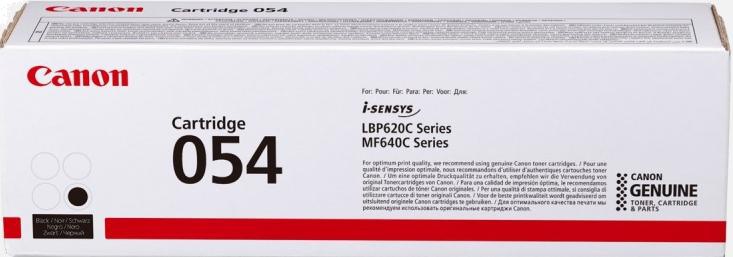 Canon
Cartridge 054
Canon
Cartridge
054
For: Pour: Für: Para: Per: Voor: Для:
i-SENSYS
LBP620C Series
MF640C Series
For optimum print quality, we recommend using genuine Canon toner cartridges. / Pour une
qualité d'impression optimale, nous recommandons d'utiliser d'authentiques cartouches toner
Canon. / Um eine optimale Druckqualität zu erhalten, empfehlen wir die Verwendung von
original Tonercartridges von Canon. / Para una calidad de impresión óptima, le recomendamos
utilizar cartuchos de tóner Canon originales. / Per una qualità di stampa ottimale, si consiglia di
utilizzare cartucce di toner Canon originali. / Voor de beste printkwaliteit wordt geadviseerd om
uitsluitend originele Canon cartridges te gebruiken. / Для оптимального качества печати мы
рекомендуем использовать оригинальные картриджи Canon.
CANON
GENUINE
TONER, CARTRIDGE
& PARTS
Black / Noir / Schwarz
Negro / Nero
Zwart / Черный